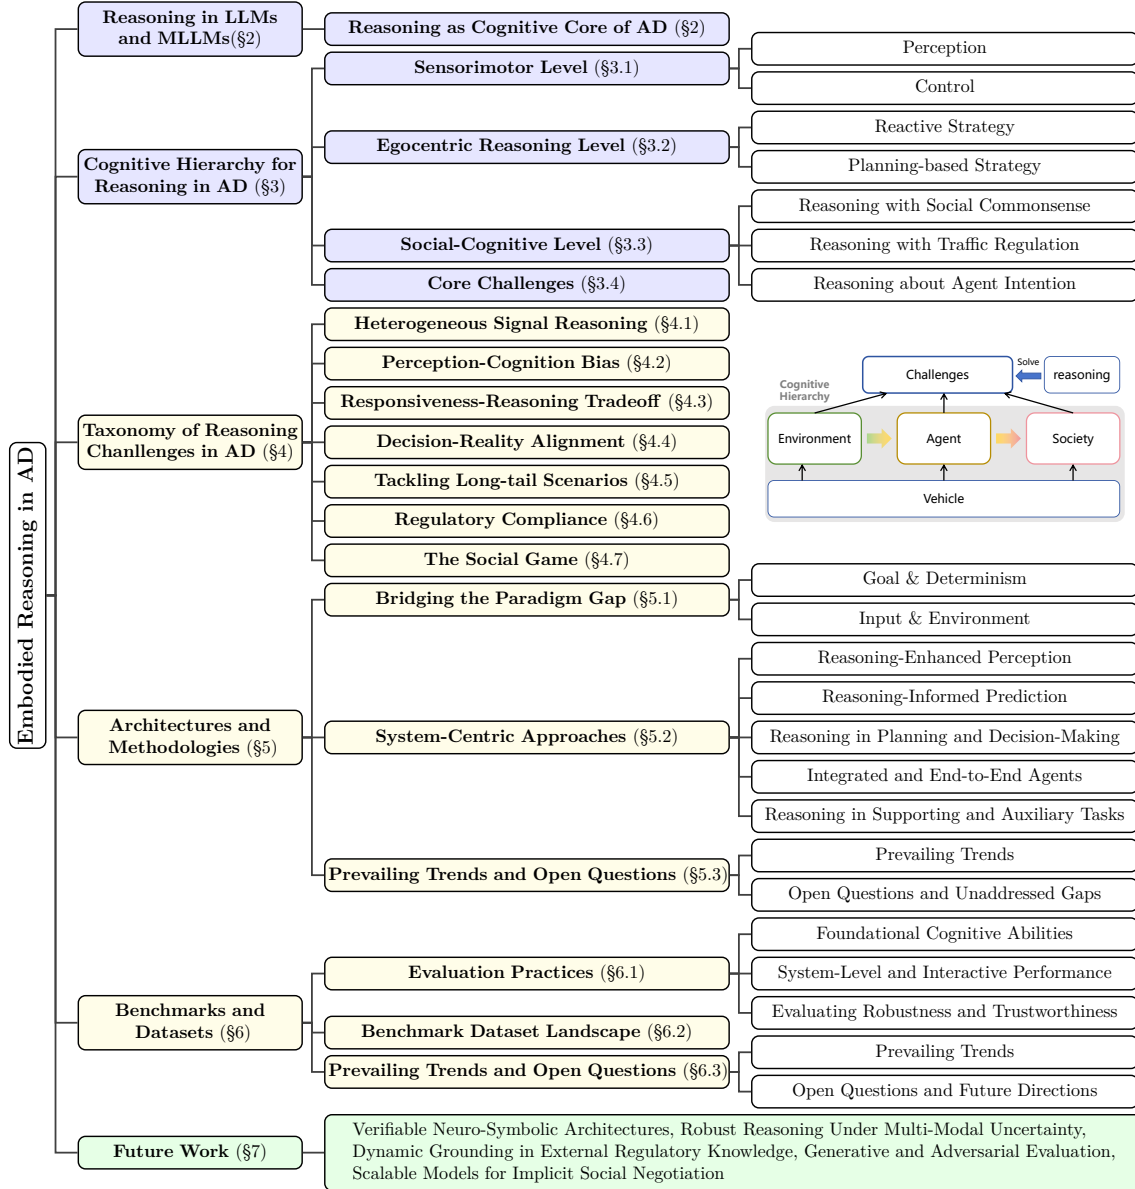 Embodied Reasoning in AD
Reasoning in LLMs
and MLLMs(§2)
Reasoning as Cognitive Core of AD (§2)
Cognitive Hierarchy for
Reasoning in AD (§3)
Sensorimotor Level (§3.1)
Perception
Control
Egocentric Reasoning Level (§3.2)
Reactive Strategy
Planning-based Strategy
Social-Cognitive Level (§3.3)
Reasoning with Social Commonsense
Reasoning with Traffic Regulation
Reasoning about Agent Intention
Core Challenges (§3.4)
Taxonomy of Reasoning
Chanllenges in AD (§4)
Heterogeneous Signal Reasoning (§4.1)
Perception-Cognition Bias (§4.2)
Responsiveness-Reasoning Tradeoff (§4.3)
Decision-Reality Alignment (§4.4)
Tackling Long-tail Scenarios (§4.5)
Regulatory Compliance (§4.6)
The Social Game (§4.7)
Challenges
Solve
reasoning
Cognitive
Hierarchy
Environment
Agent
Society
Vehicle
Architectures and
Methodologies (§5)
Bridging the Paradigm Gap (§5.1)
Goal & Determinism
Input & Environment
System-Centric Approaches (§5.2)
Reasoning-Enhanced Perception
Reasoning-Informed Prediction
Reasoning in Planning and Decision-Making
Integrated and End-to-End Agents
Reasoning in Supporting and Auxiliary Tasks
Prevailing Trends and Open Questions (§5.3)
Prevailing Trends
Open Questions and Unaddressed Gaps
Benchmarks and
Datasets (§6)
Evaluation Practices (§6.1)
Foundational Cognitive Abilities
System-Level and Interactive Performance
Evaluating Robustness and Trustworthiness
Benchmark Dataset Landscape (§6.2)
Prevailing Trends and Open Questions (§6.3)
Prevailing Trends
Open Questions and Future Directions
Future Work (§7)
Verifiable Neuro-Symbolic Architectures, Robust Reasoning Under Multi-Modal Uncertainty,
Dynamic Grounding in External Regulatory Knowledge, Generative and Adversarial Evaluation,
Scalable Models for Implicit Social Negotiation